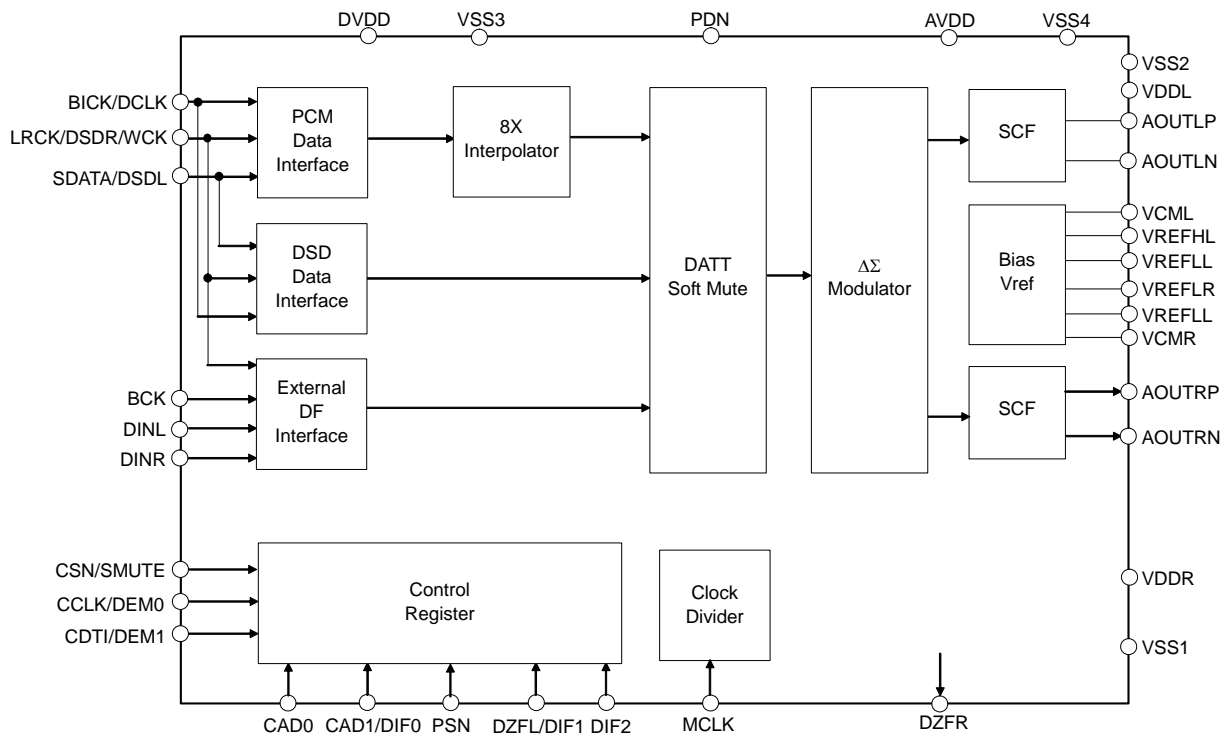 DVDD
VSS3
PDN
AVDD
VSS4
VSS2
VDDL
BICK/DCLK
LRCK/DSDR/WCK
SDATA/DSDL
PCM
Data
Interface
8X
Interpolator
SCF
AOUTLP
AOUTLN
DSD
Data
Interface
DATT
Soft Mute
ΔΣ
Modulator
Bias
Vref
VCML
VREFHL
VREFLL
VREFLR
VREFLL
VCMR
External
DF
Interface
BCK
DINL
DINR
SCF
AOUTRP
AOUTRN
CSN/SMUTE
CCLK/DEM0
CDTI/DEM1
Control
Register
Clock
Divider
VDDR
VSS1
CAD0
CAD1/DIF0
PSN
DZFL/DIF1
DIF2
MCLK
DZFR